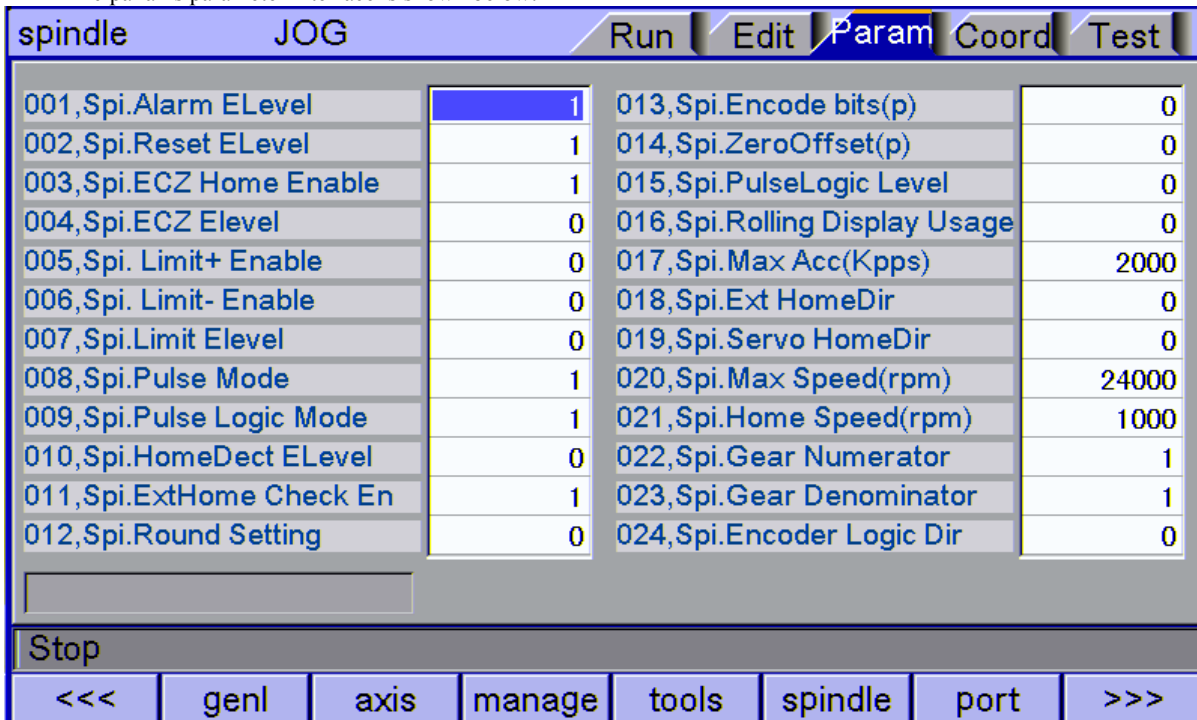 spindle JOG Run Edit Param Coord Test
001,Spi.Alarm ELevel 1
002,Spi.Reset ELevel 1
003,Spi.ECZ Home Enable 1
004,Spi.ECZ Elevel 0
005,Spi. Limit+ Enable 0
006,Spi. Limit- Enable 0
007,Spi.Limit Elevel 0
008,Spi.Pulse Mode 1
009,Spi.Pulse Logic Mode 1
010,Spi.HomeDect ELevel 0
011,Spi.ExtHome Check En 1
012,Spi.Round Setting 0
013,Spi.Encode bits(p) 0
014,Spi.ZeroOffset(p) 0
015,Spi.PulseLogic Level 0
016,Spi.Rolling Display Usage 0
017,Spi.Max Acc(Kpps) 2000
018,Spi.Ext HomeDir 0
019,Spi.Servo HomeDir 0
020,Spi.Max Speed(rpm) 24000
021,Spi.Home Speed(rpm) 1000
022,Spi.Gear Numerator 1
023,Spi.Gear Denominator 1
024,Spi.Encoder Logic Dir 0
Stop
<<< genl axis manage tools spindle port >>>